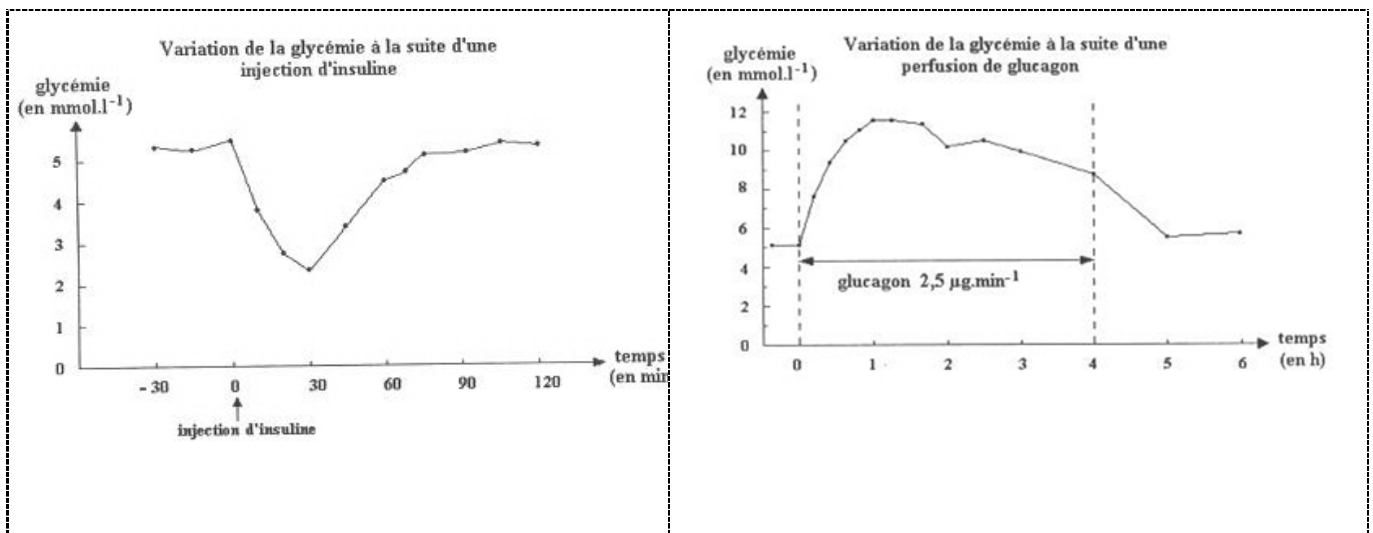 Variation de la glycémie à la suite d'une
injection d'insuline
glycémie
(en mmol.l⁻¹)
5
4
3
2
1
0
- 30
0
30
60
90
120
temps
(en min
injection d'insuline
Variation de la glycémie à la suite d'une
perfusion de glucagon
glycémie
(en mmol.l⁻¹)
12
10
8
6
4
2
0
glucagon 2,5 µg.min⁻¹
0
1
2
3
4
5
6
temps
(en h)